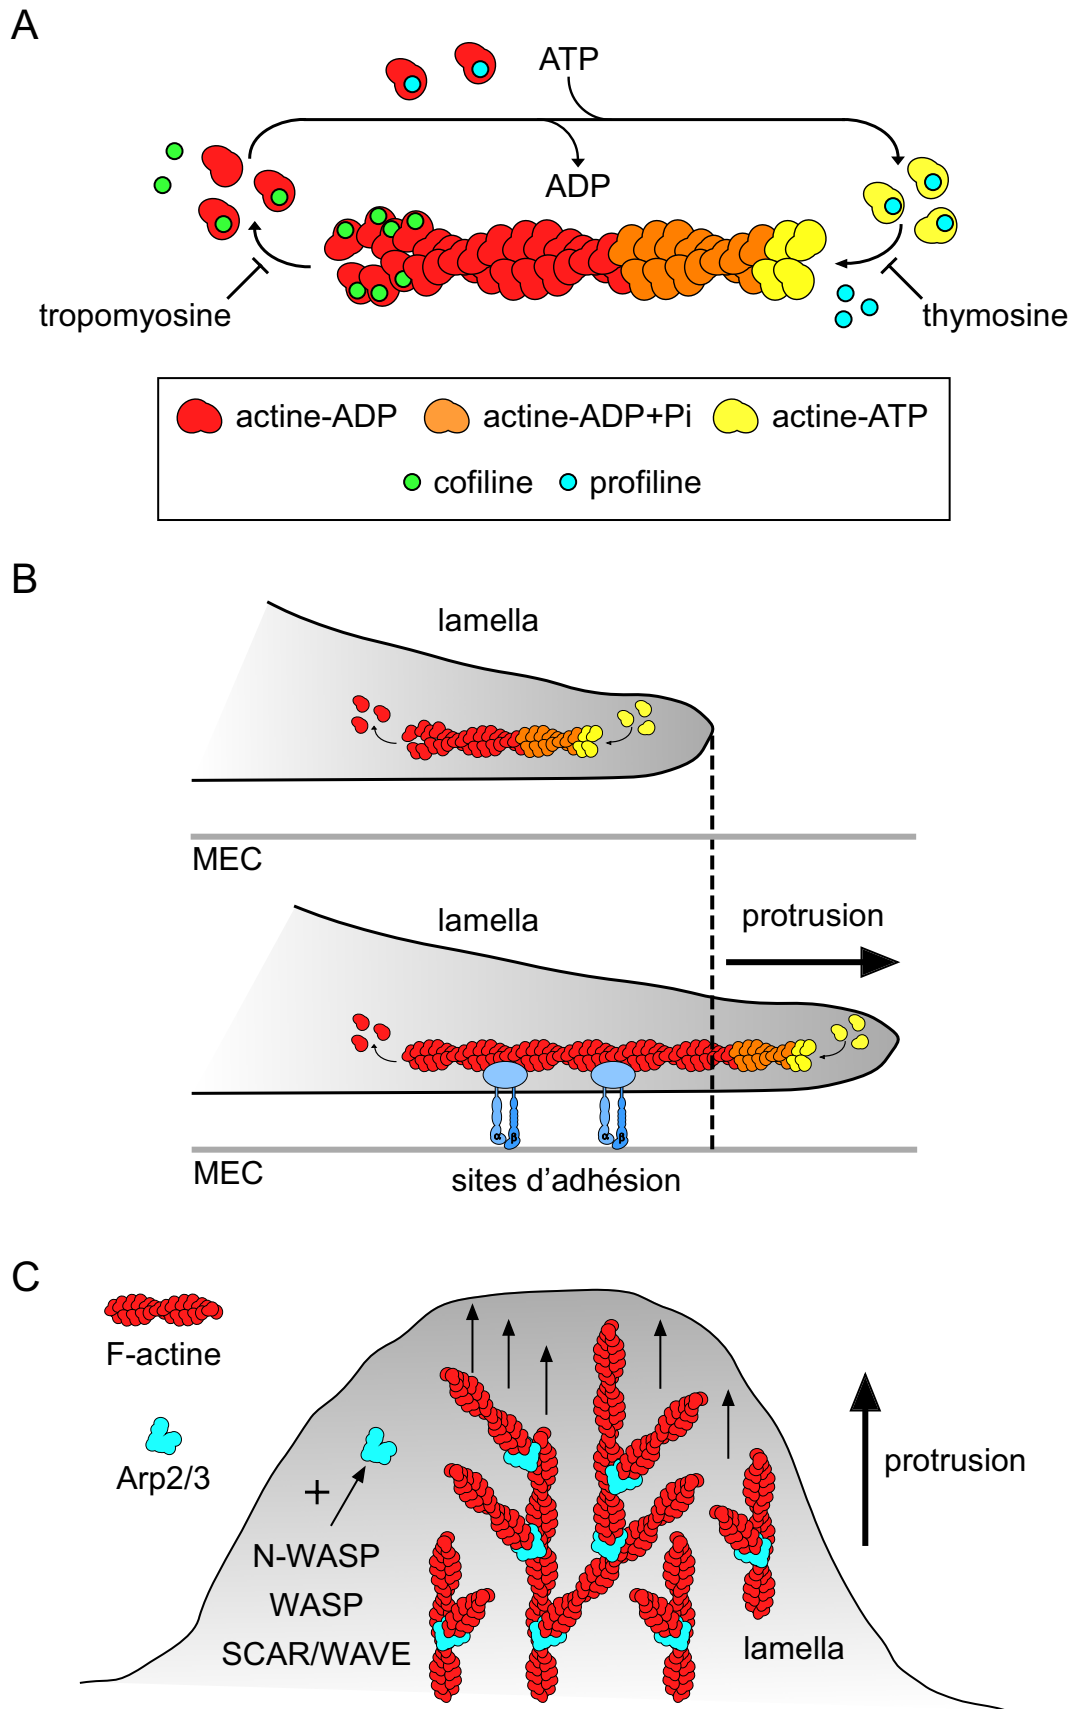 A
ATP
ADP
tropomyosine
thymosine
actine-ADP
actine-ADP+Pi
actine-ATP
cofiline
profiline
B
lamella
MEC
lamella
protrusion
α
β
α
β
MEC
sites d’adhésion
C
F-actine
Arp2/3
+
N-WASP
WASP
SCAR/WAVE
protrusion
lamella